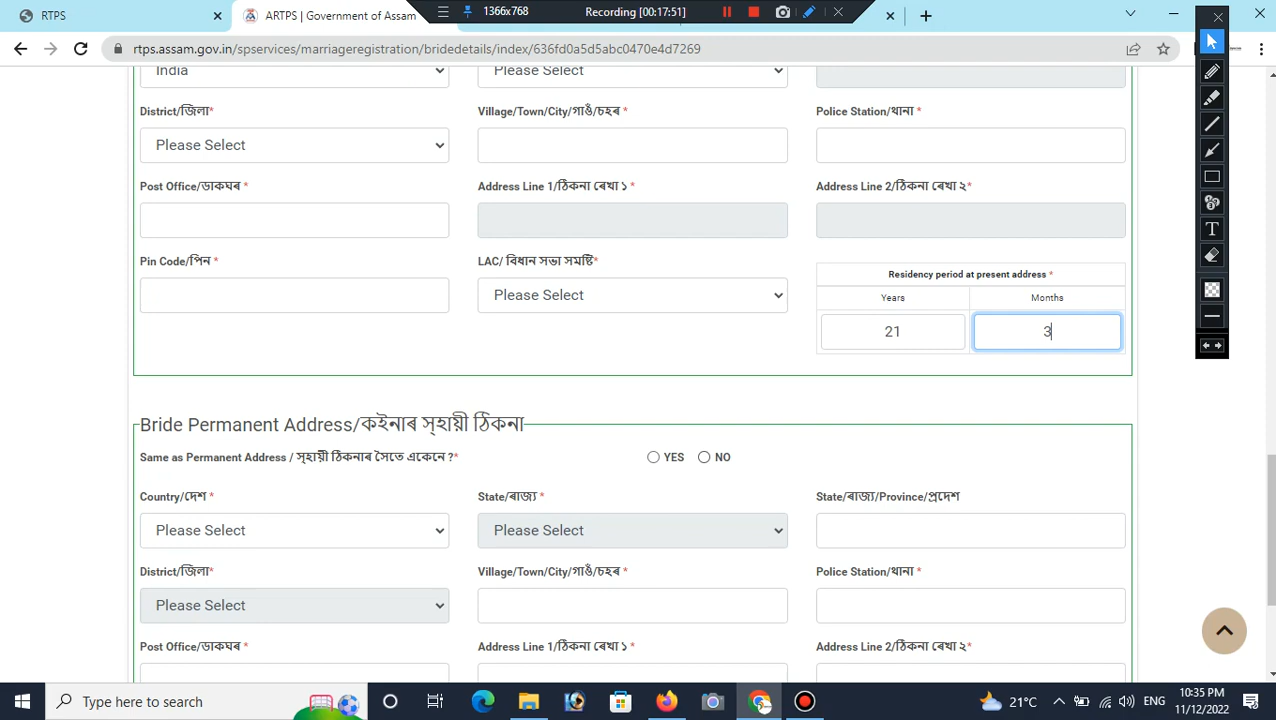 RTPS
ARTPS | Government of Assam
1366x768
Recording [00:17:51]
rtps.assam.gov.in/spservices/marriageregistration/bridedetails/index/636fd0a5d5abc0470e4d7269
India
Please Select
District/জিলা*
Village/Town/City/গাওঁ/চহৰ *
Police Station/থানা *
Please Select
Post Office/ডাকঘৰ *
Address Line 1/ঠিকনা ৰেখা ১ *
Address Line 2/ঠিকনা ৰেখা ২*
Pin Code/পিন *
LAC/ বিধান সভা সমষ্টি*
Residency period at present address *
Please Select
Years
Months
21
3
Bride Permanent Address/কইনাৰ স্হায়ী ঠিকনা
Same as Permanent Address / স্হায়ী ঠিকনাৰ সৈতে একেনে ?*
YES
NO
Country/দেশ *
State/ৰাজ্য *
State/ৰাজ্য/Province/প্ৰদেশ
Please Select
Please Select
District/জিলা*
Village/Town/City/গাওঁ/চহৰ *
Police Station/থানা *
Please Select
Post Office/ডাকঘৰ *
Address Line 1/ঠিকনা ৰেখা ১ *
Address Line 2/ঠিকনা ৰেখা ২*
Type here to search
21°C
ENG
10:35 PM
11/12/2022